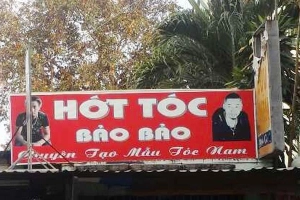 HỚT TÓC
BẢO BẢO
Chuyên Tạo Mẫu Tóc Nam